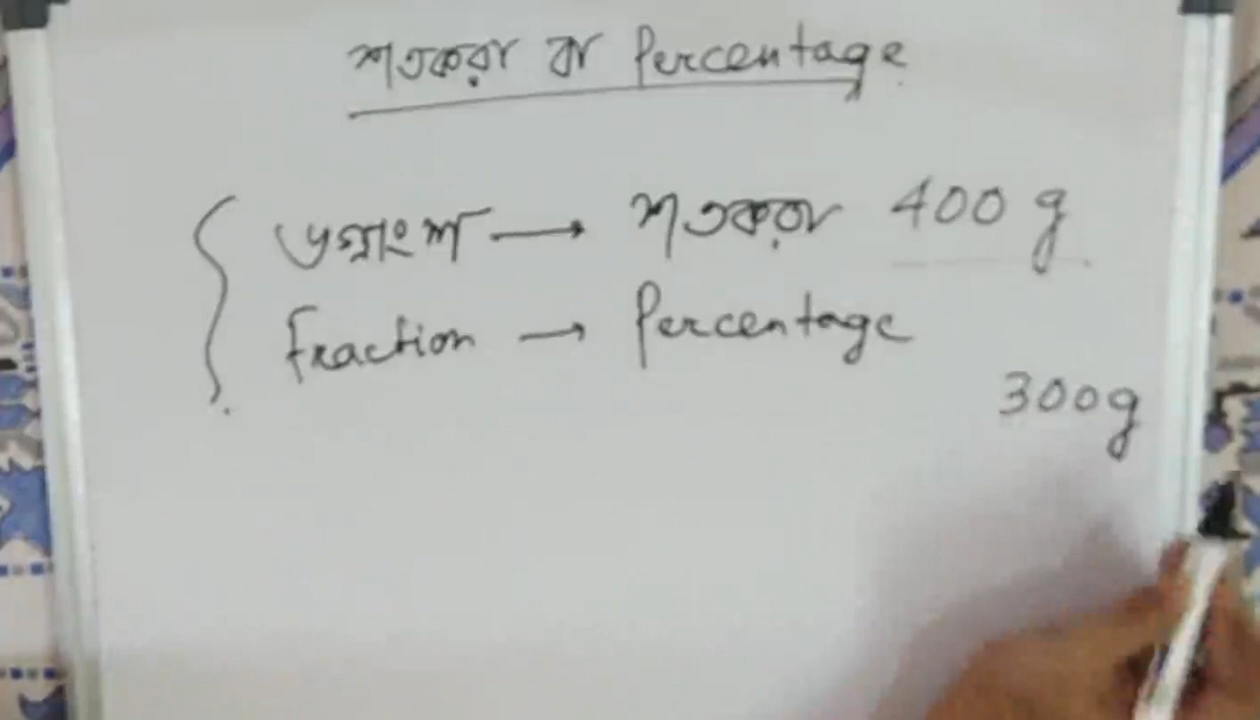 শতকরা বা Percentage
ভগ্নাংশ → শতকরা 400 g
Fraction → Percentage
300g